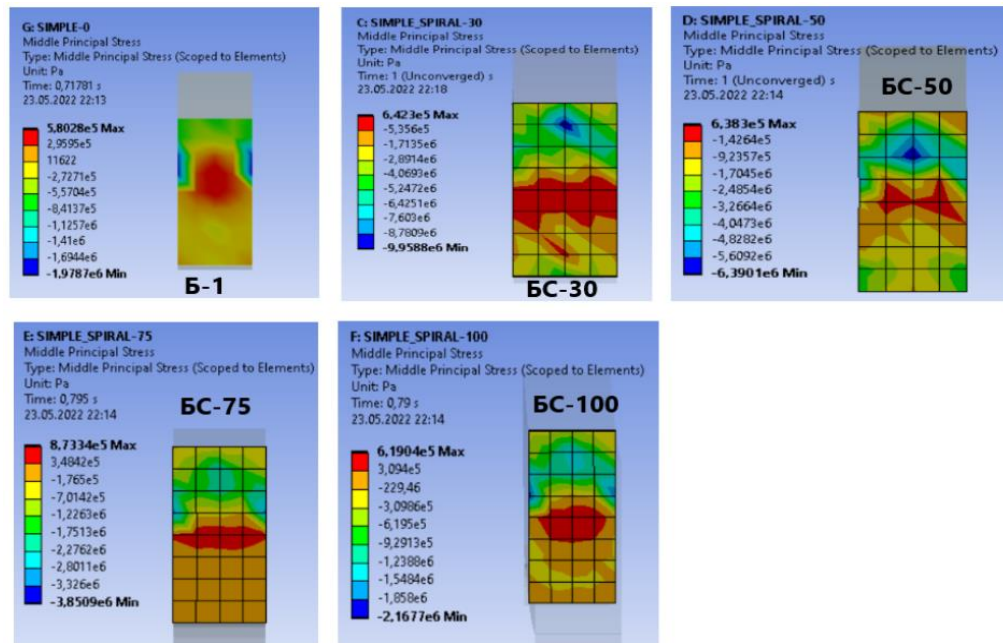 G: SIMPLE-0
Middle Principal Stress
Type: Middle Principal Stress (Scoped to Elements)
Unit: Pa
Time: 0,71781 s
23.05.2022 22:13
5,8028e5 Max
2,9595e5
11622
-2,7271e5
-5,5704e5
-8,4137e5
-1,1257e6
-1,41e6
-1,6944e6
-1,9787e6 Min
Б-1
C: SIMPLE_SPIRAL-30
Middle Principal Stress
Type: Middle Principal Stress (Scoped to Elements)
Unit: Pa
Time: 1 (Unconverged) s
23.05.2022 22:18
6,423e5 Max
-5,356e5
-1,7135e6
-2,8914e6
-4,0693e6
-5,2472e6
-6,4251e6
-7,603e6
-8,7809e6
-9,9588e6 Min
БС-30
D: SIMPLE_SPIRAL-50
Middle Principal Stress
Type: Middle Principal Stress (Scoped to Elements)
Unit: Pa
Time: 1 (Unconverged) s
23.05.2022 22:14
БС-50
6,383e5 Max
-1,4264e5
-9,2357e5
-1,7045e6
-2,4854e6
-3,2664e6
-4,0473e6
-4,8282e6
-5,6092e6
-6,3901e6 Min
E: SIMPLE_SPIRAL-75
Middle Principal Stress
Type: Middle Principal Stress (Scoped to Elements)
Unit: Pa
Time: 0,795 s
23.05.2022 22:14
БС-75
8,7334e5 Max
3,4842e5
-1,765e5
-7,0142e5
-1,2263e6
-1,7513e6
-2,2762e6
-2,8011e6
-3,326e6
-3,8509e6 Min
F: SIMPLE_SPIRAL-100
Middle Principal Stress
Type: Middle Principal Stress (Scoped to Elements)
Unit: Pa
Time: 0,79 s
23.05.2022 22:14
БС-100
6,1904e5 Max
3,094e5
-229,46
-3,0986e5
-6,195e5
-9,2913e5
-1,2388e6
-1,5484e6
-1,858e6
-2,1677e6 Min